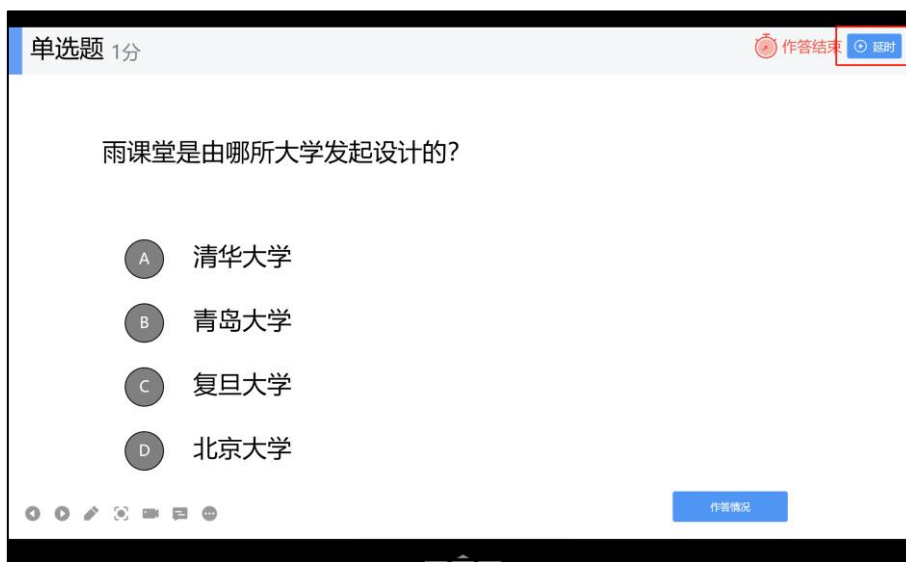 单选题 1分
作答结束 延时
雨课堂是由哪所大学发起设计的?
A 清华大学
B 青岛大学
C 复旦大学
D 北京大学
作答情况